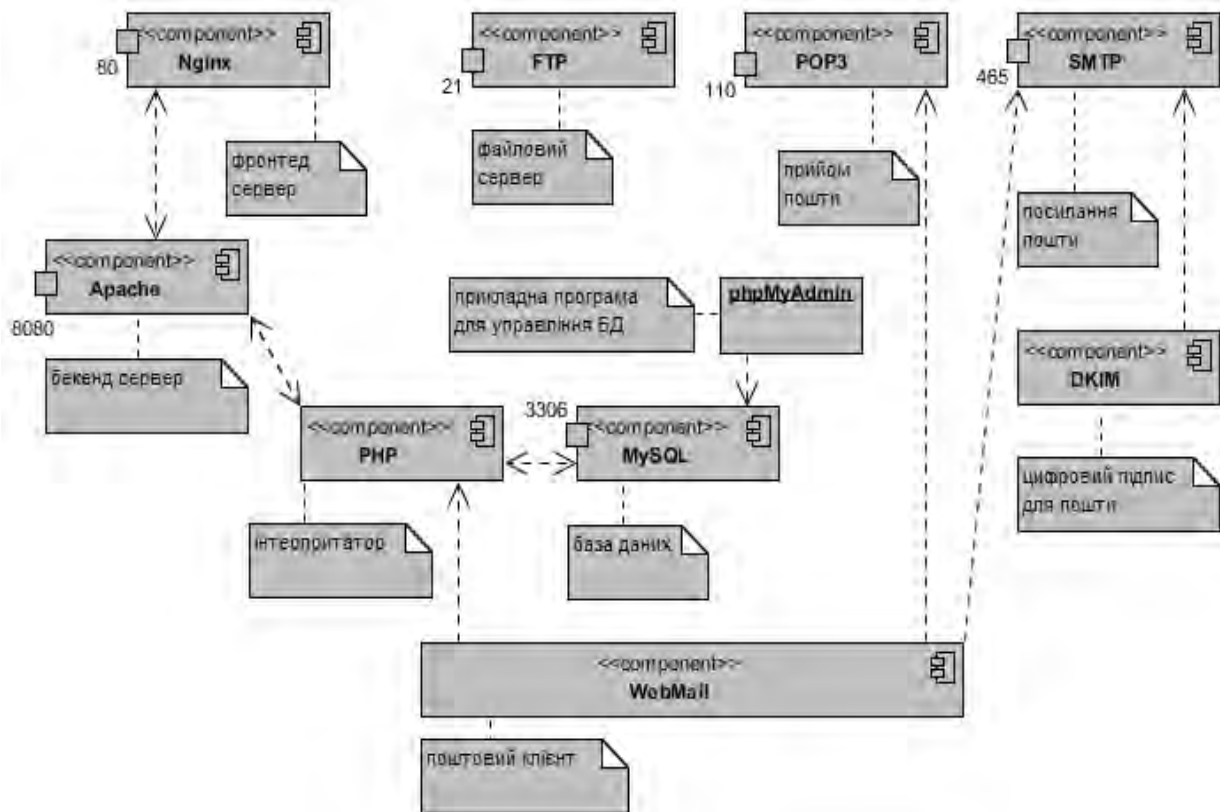 <<component>>
Nginx
80
<<component>>
FTP
21
<<component>>
POP3
110
<<component>>
SMTP
465
фронтед
сервер
файловий
сервер
прийом
пошти
посилання
пошти
<<component>>
Apache
8080
бекенд сервер
прикладна програма
для управління БД
phpMyAdmin
<<component>>
DKIM
цифровий підпис
для пошти
<<component>>
PHP
3306
<<component>>
MySQL
інтеопритатор
база даних
<<component>>
WebMail
поштовий клієнт